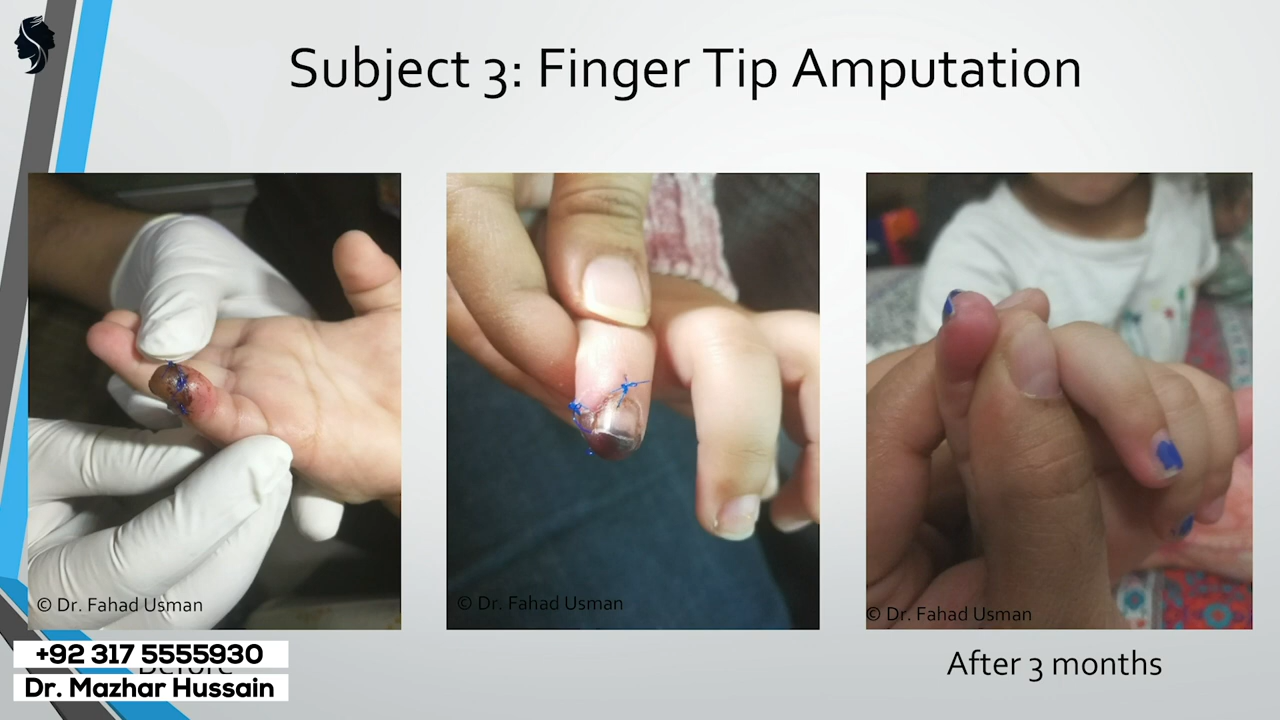 Subject 3: Finger Tip Amputation
© Dr. Fahad Usman
© Dr. Fahad Usman
© Dr. Fahad Usman
Before
After 3 months
+92 317 5555930
Dr. Mazhar Hussain